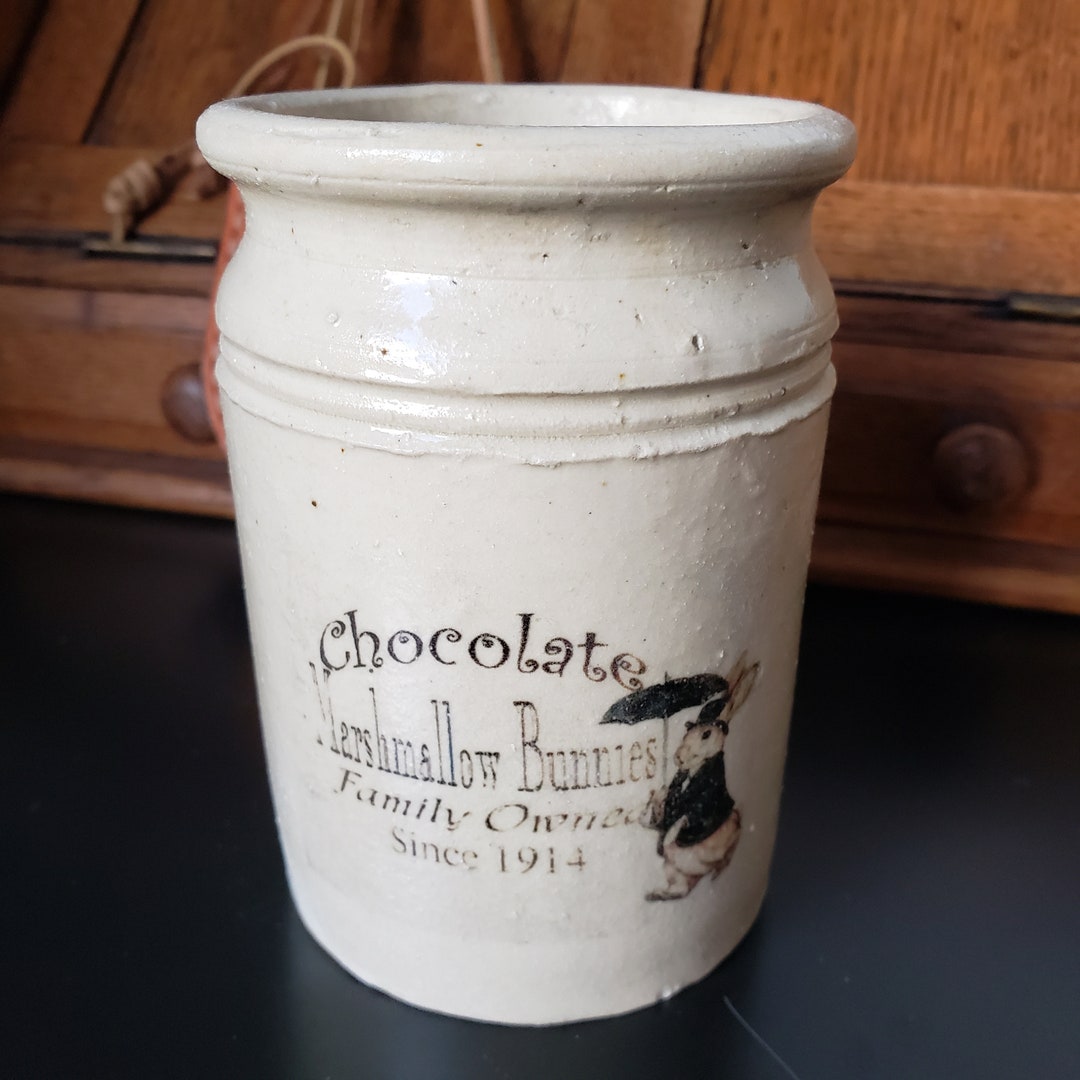 Chocolate
Marshmallow Bunnies
Family Owned
Since 1914